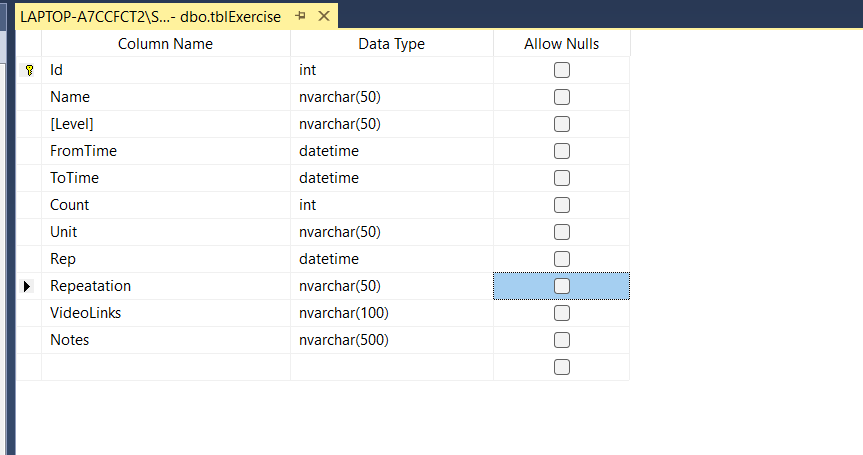 LAPTOP-A7CCFCT2\S...- dbo.tblExercise
Column Name Data Type Allow Nulls
Id int
Name nvarchar(50)
[Level] nvarchar(50)
FromTime datetime
ToTime datetime
Count int
Unit nvarchar(50)
Rep datetime
Repeatation nvarchar(50)
VideoLinks nvarchar(100)
Notes nvarchar(500)